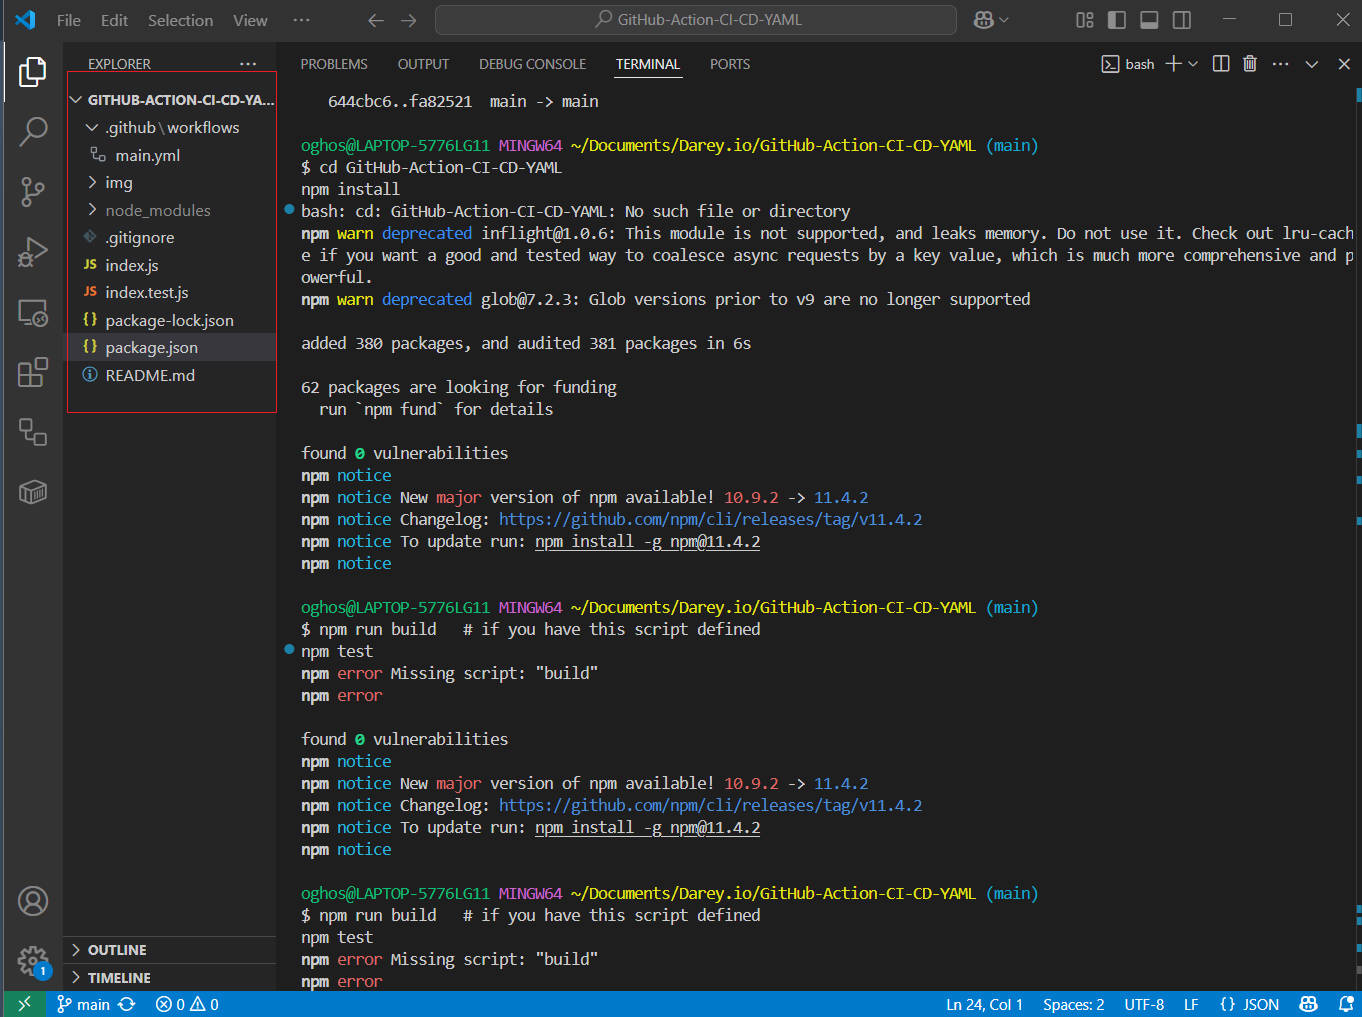 File Edit Selection View ··· GitHub-Action-CI-CD-YAML
EXPLORER ···
GITHUB-ACTION-CI-CD-YA...
.github\workflows
main.yml
img
node_modules
.gitignore
JS index.js
JS index.test.js
{} package-lock.json
{} package.json
README.md
OUTLINE
TIMELINE
PROBLEMS OUTPUT DEBUG CONSOLE TERMINAL PORTS bash
644cbc6..fa82521 main -> main
oghos@LAPTOP-5776LG11 MINGW64 ~/Documents/Darey.io/GitHub-Action-CI-CD-YAML (main)
$ cd GitHub-Action-CI-CD-YAML
npm install
bash: cd: GitHub-Action-CI-CD-YAML: No such file or directory
npm warn deprecated inflight@1.0.6: This module is not supported, and leaks memory. Do not use it. Check out lru-cach
e if you want a good and tested way to coalesce async requests by a key value, which is much more comprehensive and p
owerful.
npm warn deprecated glob@7.2.3: Glob versions prior to v9 are no longer supported
added 380 packages, and audited 381 packages in 6s
62 packages are looking for funding
run `npm fund` for details
found 0 vulnerabilities
npm notice
npm notice New major version of npm available! 10.9.2 -> 11.4.2
npm notice Changelog: https://github.com/npm/cli/releases/tag/v11.4.2
npm notice To update run: npm install -g npm@11.4.2
npm notice
oghos@LAPTOP-5776LG11 MINGW64 ~/Documents/Darey.io/GitHub-Action-CI-CD-YAML (main)
$ npm run build # if you have this script defined
npm test
npm error Missing script: "build"
npm error
found 0 vulnerabilities
npm notice
npm notice New major version of npm available! 10.9.2 -> 11.4.2
npm notice Changelog: https://github.com/npm/cli/releases/tag/v11.4.2
npm notice To update run: npm install -g npm@11.4.2
npm notice
oghos@LAPTOP-5776LG11 MINGW64 ~/Documents/Darey.io/GitHub-Action-CI-CD-YAML (main)
$ npm run build # if you have this script defined
npm test
npm error Missing script: "build"
npm error
1
main 0 0 Ln 24, Col 1 Spaces: 2 UTF-8 LF {} JSON